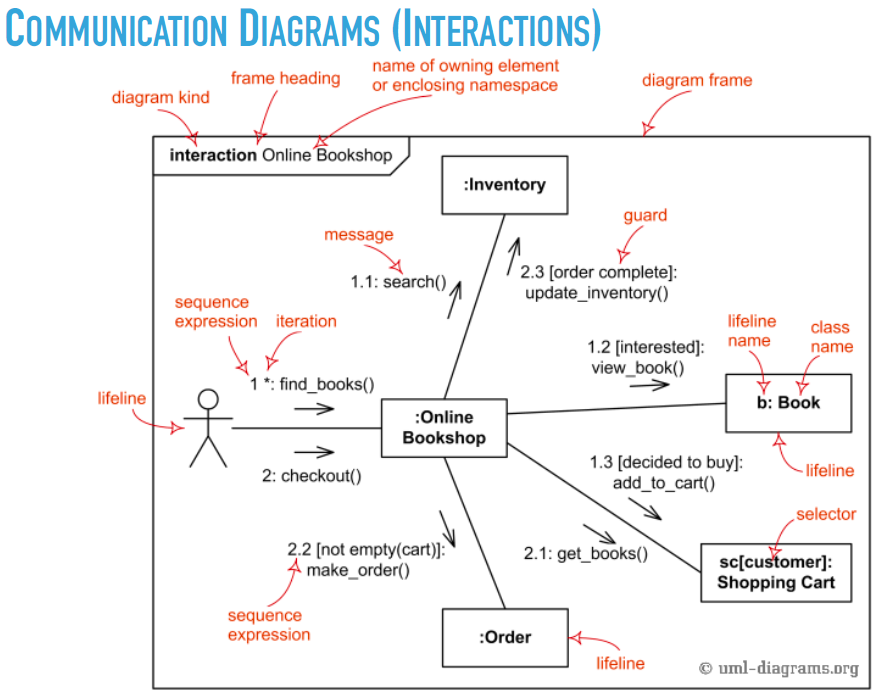 COMMUNICATION DIAGRAMS (INTERACTIONS)
name of owning element
or enclosing namespace
frame heading
diagram kind
diagram frame
interaction Online Bookshop
:Inventory
message
guard
1.1: search()
2.3 [order complete]:
update_inventory()
sequence
expression
iteration
lifeline
name
class
name
1.2 [interested]:
view_book()
1 *: find_books()
lifeline
:Online
Bookshop
b: Book
2: checkout()
1.3 [decided to buy]:
add_to_cart()
lifeline
selector
2.2 [not empty(cart)]:
make_order()
2.1: get_books()
sc[customer]:
Shopping Cart
sequence
expression
:Order
lifeline
© uml-diagrams.org